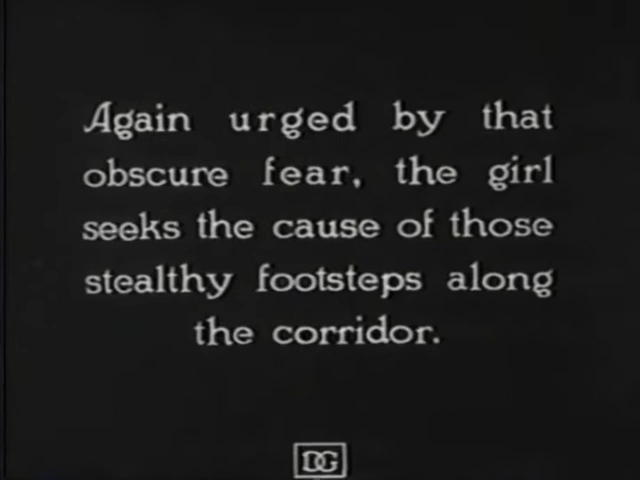 Again urged by that
obscure fear, the girl
seeks the cause of those
stealthy footsteps along
the corridor.
DG